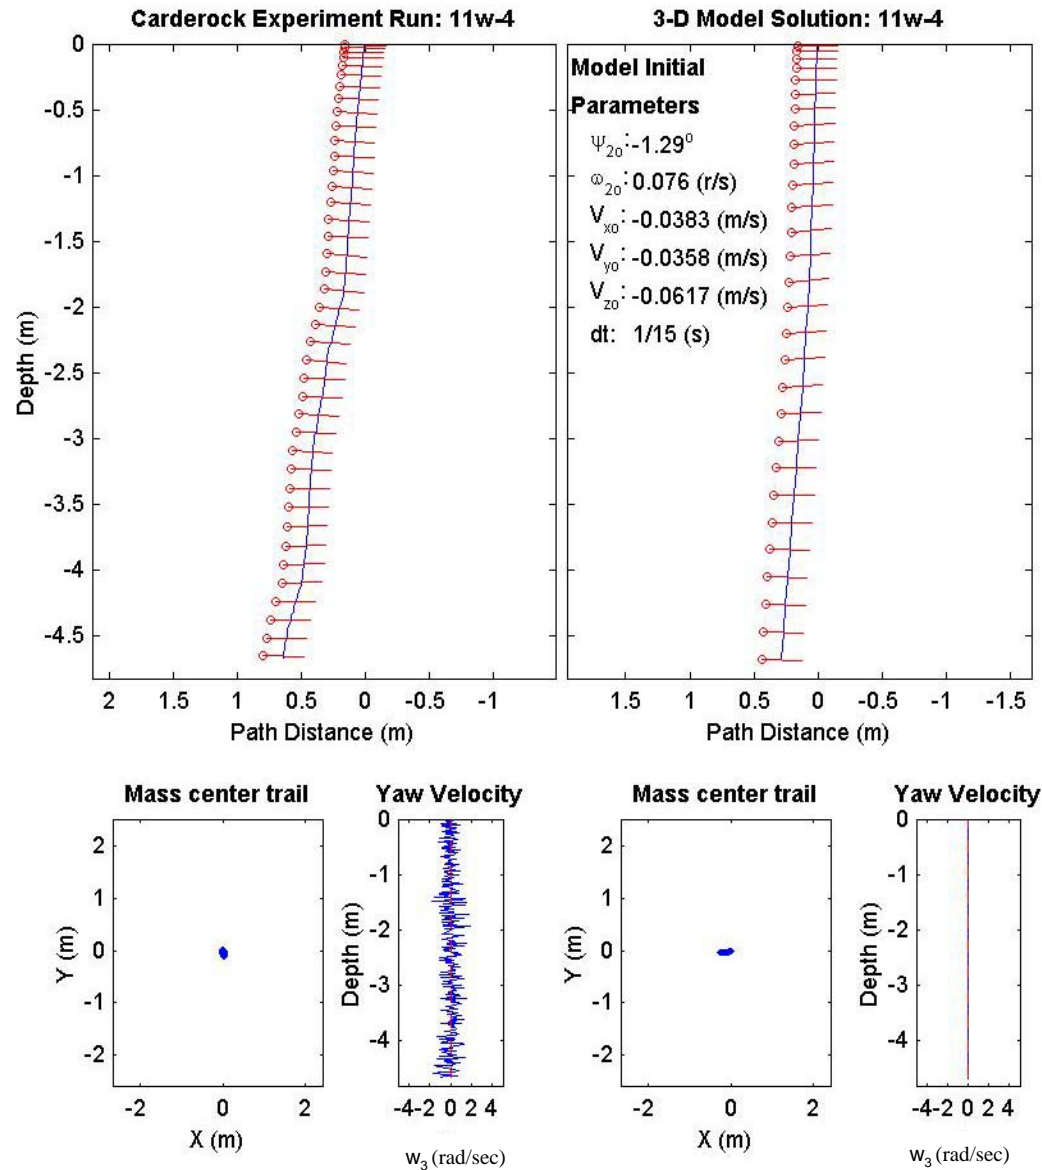 Carderock Experiment Run: 11w-4
3-D Model Solution: 11w-4
0
-0.5
-1
-1.5
-2
-2.5
-3
-3.5
-4
-4.5
Depth (m)
2 1.5 1 0.5 0 -0.5 -1
Path Distance (m)
Model Initial
Parameters
Ψ2o:-1.29o
ω2o: 0.076 (r/s)
Vxo: -0.0383 (m/s)
Vyo: -0.0358 (m/s)
Vzo: -0.0617 (m/s)
dt: 1/15 (s)
1.5 1 0.5 0 -0.5 -1 -1.5
Path Distance (m)
Mass center trail
2
1
0
-1
-2
Y (m)
-2 0 2
X (m)
Yaw Velocity
0
-1
-2
-3
-4
Depth (m)
-4 -2 0 2 4
w3 (rad/sec)
Mass center trail
2
1
0
-1
-2
Y (m)
-2 0 2
X (m)
Yaw Velocity
0
-1
-2
-3
-4
Depth (m)
-4 -2 0 2 4
w3 (rad/sec)